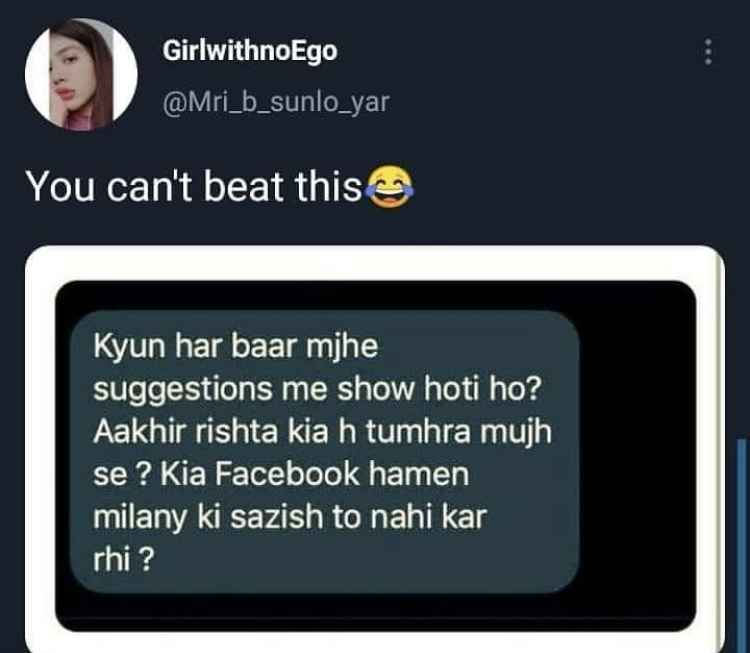 GirlwithnoEgo
@Mri_b_sunlo_yar
You can't beat this😂
Kyun har baar mjhe
suggestions me show hoti ho?
Aakhir rishta kia h tumhra mujh
se ? Kia Facebook hamen
milany ki sazish to nahi kar
rhi ?